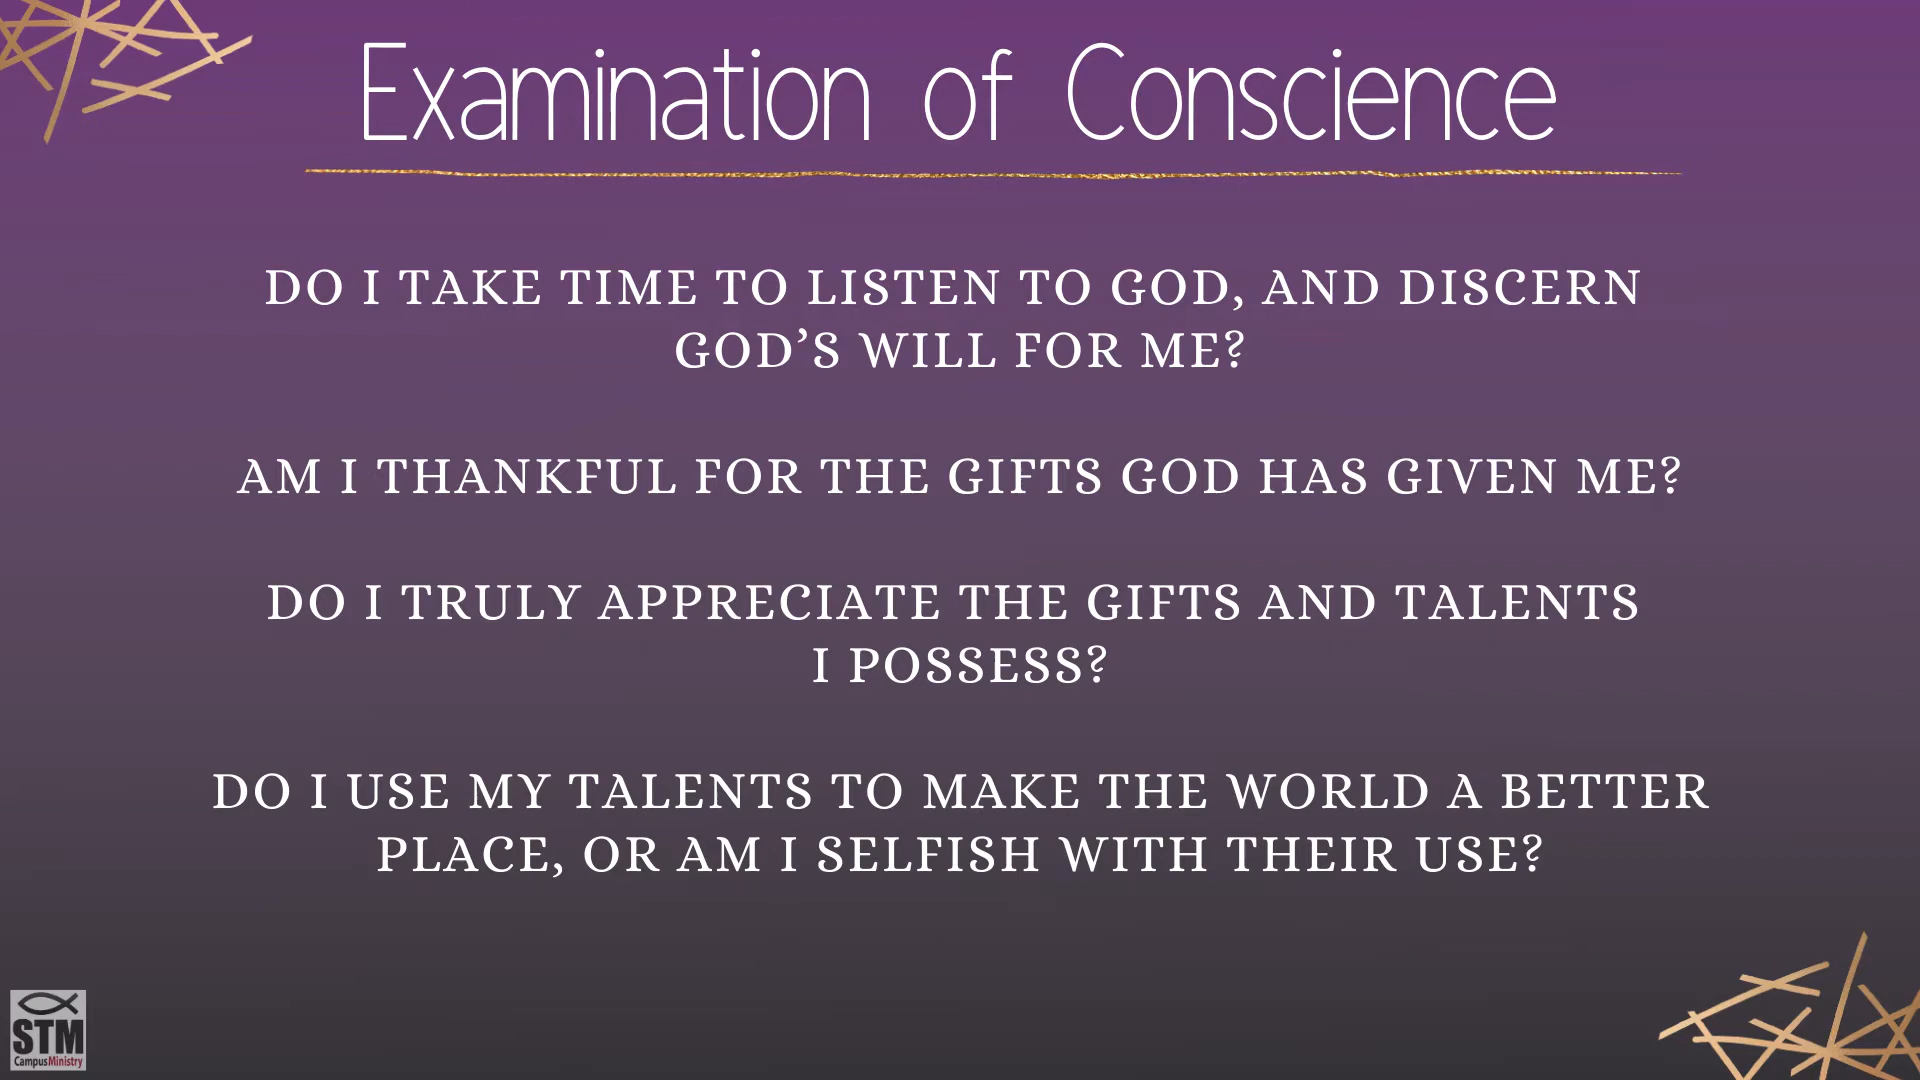 Examination of Conscience
DO I TAKE TIME TO LISTEN TO GOD, AND DISCERN
GOD’S WILL FOR ME?
AM I THANKFUL FOR THE GIFTS GOD HAS GIVEN ME?
DO I TRULY APPRECIATE THE GIFTS AND TALENTS
I POSSESS?
DO I USE MY TALENTS TO MAKE THE WORLD A BETTER
PLACE, OR AM I SELFISH WITH THEIR USE?
STM
CampusMinistry